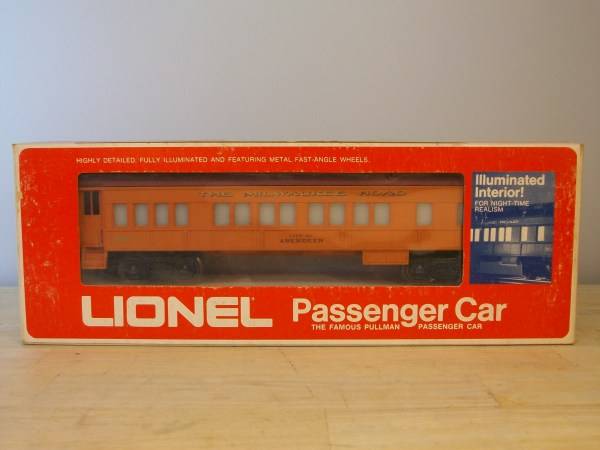 HIGHLY DETAILED, FULLY ILLUMINATED AND FEATURING METAL FAST-ANGLE WHEELS.
THE MILWAUKEE ROAD
ABERDEEN
Illuminated
Interior!
FOR NIGHT-TIME
REALISM
LIONEL Passenger Car
THE FAMOUS PULLMAN PASSENGER CAR